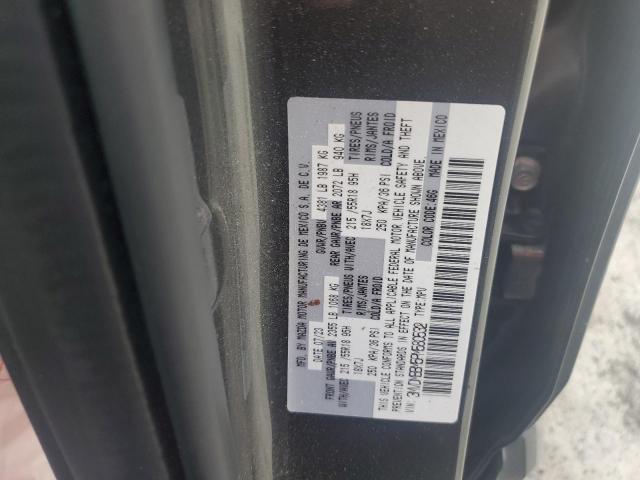 MFD. BY MAZDA MOTOR MANUFACTURING DE MEXICO S.A. DE C.V.
DATE 07/23 GVWR/PNBV 4381 LB 1987 KG
FRONT GAWR/PNBE AV 2355 LB 1068 KG REAR GAWR/PNBE AR 2072 LB 940 KG
WITH/AVEC 215/55R18 95H TIRES/PNEUS WITH/AVEC 215/55R18 95H TIRES/PNEUS
18X7J RIMS/JANTES 18X7J RIMS/JANTES
250 KPA/36 PSI COLD/A FROID 250 KPA/36 PSI COLD/A FROID
THIS VEHICLE CONFORMS TO ALL APPLICABLE FEDERAL MOTOR VEHICLE SAFETY AND THEFT
PREVENTION STANDARDS IN EFFECT ON THE DATE OF MANUFACTURE SHOWN ABOVE.
VIN: TYPE:MPV COLOR CODE:46G MADE IN MEXICO